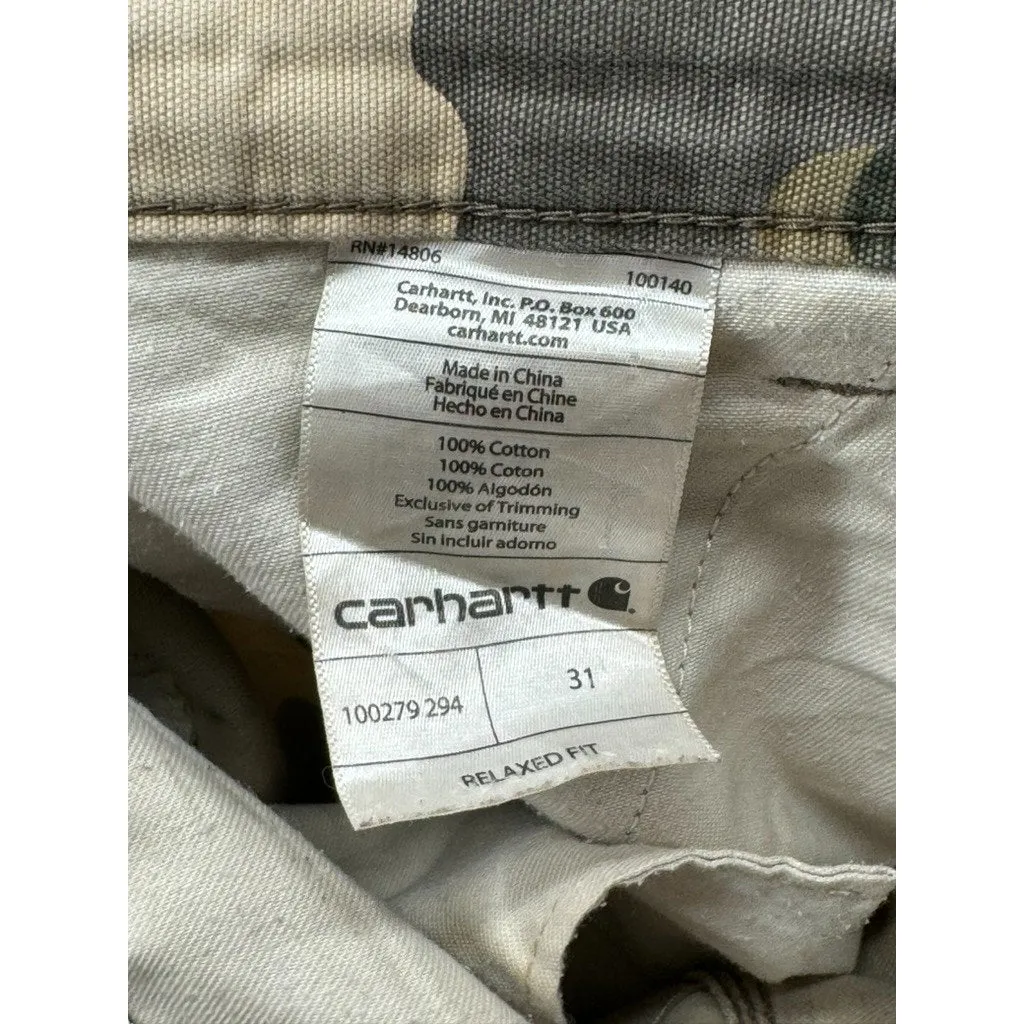 RN#14806
100140
Carhartt, Inc. P.O. Box 600
Dearborn, MI 48121 USA
carhartt.com
Made in China
Fabriqué en Chine
Hecho en China
100% Cotton
100% Coton
100% Algodón
Exclusive of Trimming
Sans garniture
Sin incluir adorno
carhartt
100279 294
31
RELAXED FIT